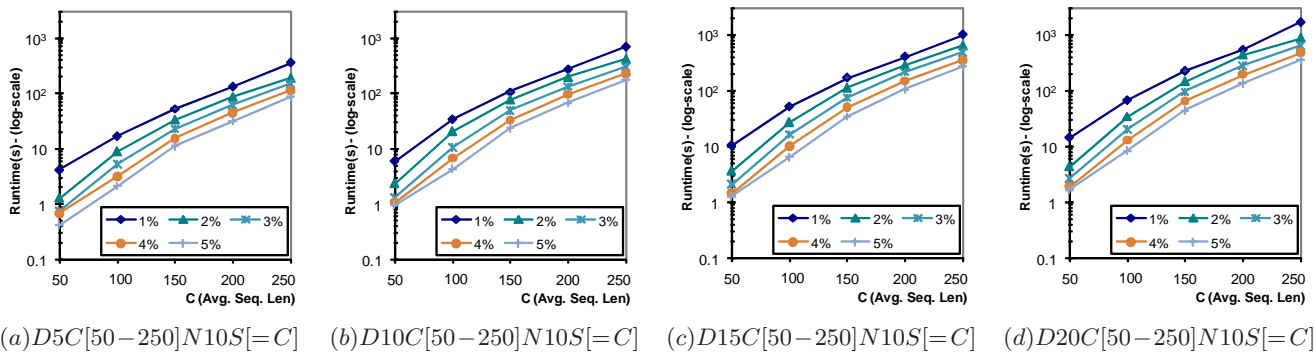 10³
10²
10
1
0.1
Runtime(s) - (log-scale)
1% 2% 3%
4% 5%
50 100 150 200 250
C (Avg. Seq. Len)
(a)D5C[50−250]N10S[=C]
10³
10²
10
1
0.1
Runtime(s) - (log-scale)
1% 2% 3%
4% 5%
50 100 150 200 250
C (Avg. Seq. Len)
(b)D10C[50−250]N10S[=C]
10³
10²
10
1
0.1
Runtime(s) - (log-scale)
1% 2% 3%
4% 5%
50 100 150 200 250
C (Avg. Seq. Len)
(c)D15C[50−250]N10S[=C]
10³
10²
10
1
0.1
Runtime(s) - (log-scale)
1% 2% 3%
4% 5%
50 100 150 200 250
C (Avg. Seq. Len)
(d)D20C[50−250]N10S[=C]